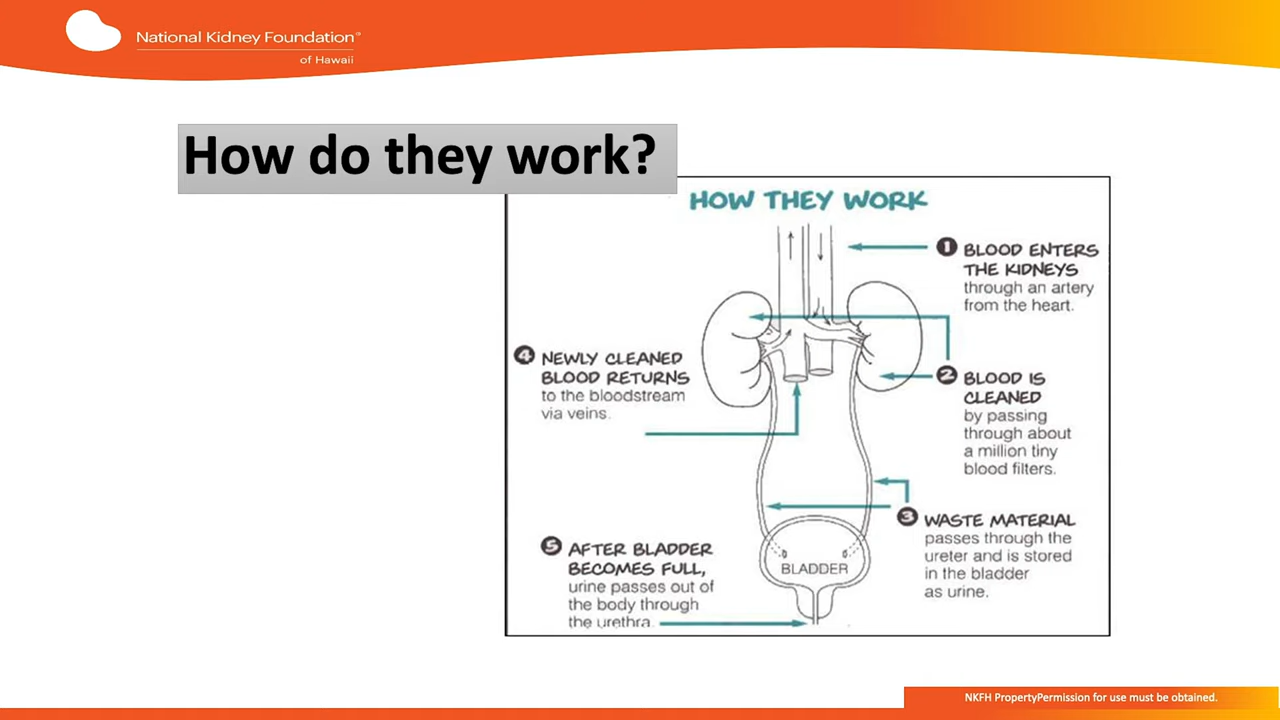 National Kidney Foundation®
of Hawaii
How do they work?
HOW THEY WORK
1 BLOOD ENTERS
THE KIDNEYS
through an artery
from the heart.
2 BLOOD IS
CLEANED
by passing
through about
a million tiny
blood filters.
3 WASTE MATERIAL
passes through the
ureter and is stored
in the bladder
as urine.
4 NEWLY CLEANED
BLOOD RETURNS
to the bloodstream
via veins.
5 AFTER BLADDER
BECOMES FULL,
urine passes out of
the body through
the urethra.
BLADDER
NKFH PropertyPermission for use must be obtained.